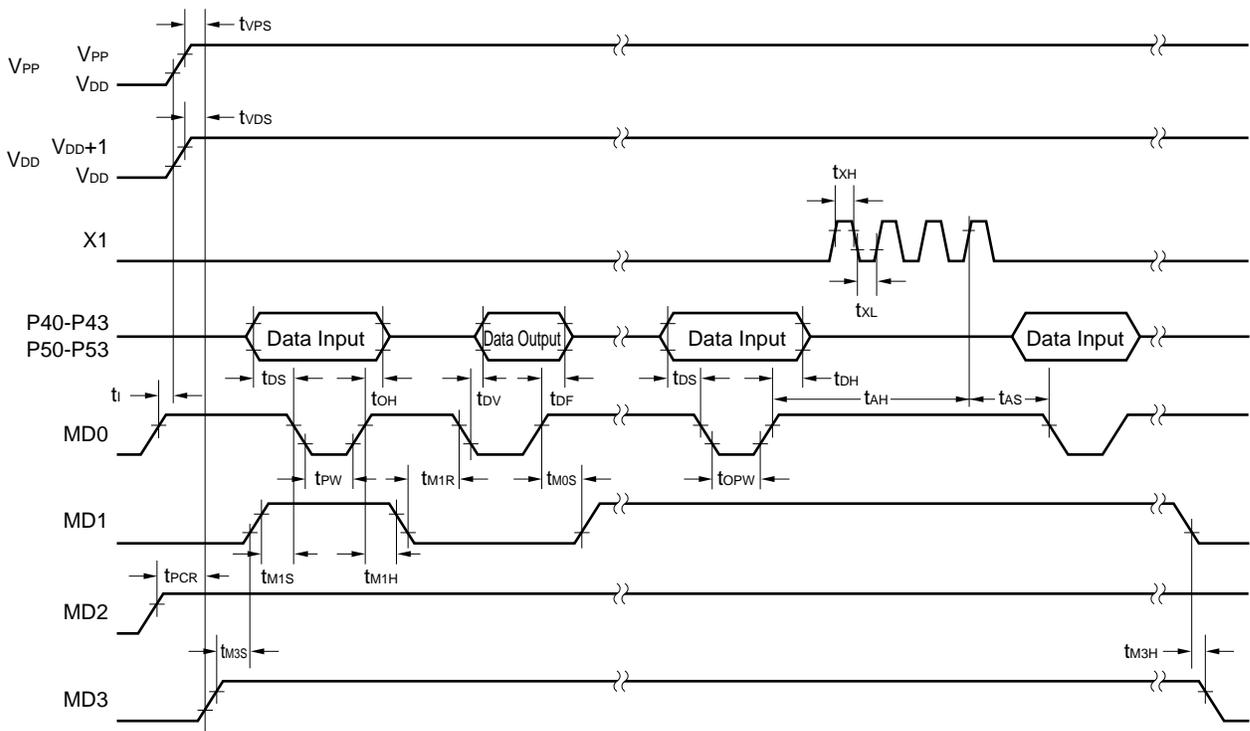 tVPS
VPP
VPP
VDD
tVDS
VDD
VDD+1
VDD
tXH
X1
tXL
P40-P43
P50-P53
Data Input
Data Output
Data Input
Data Input
tDS
tOH
tDV
tDF
tDS
tDH
tI
tAH
tAS
MD0
tPW
tM1R
tM0S
tOPW
MD1
tPCR
tM1S
tM1H
MD2
tM3S
tM3H
MD3